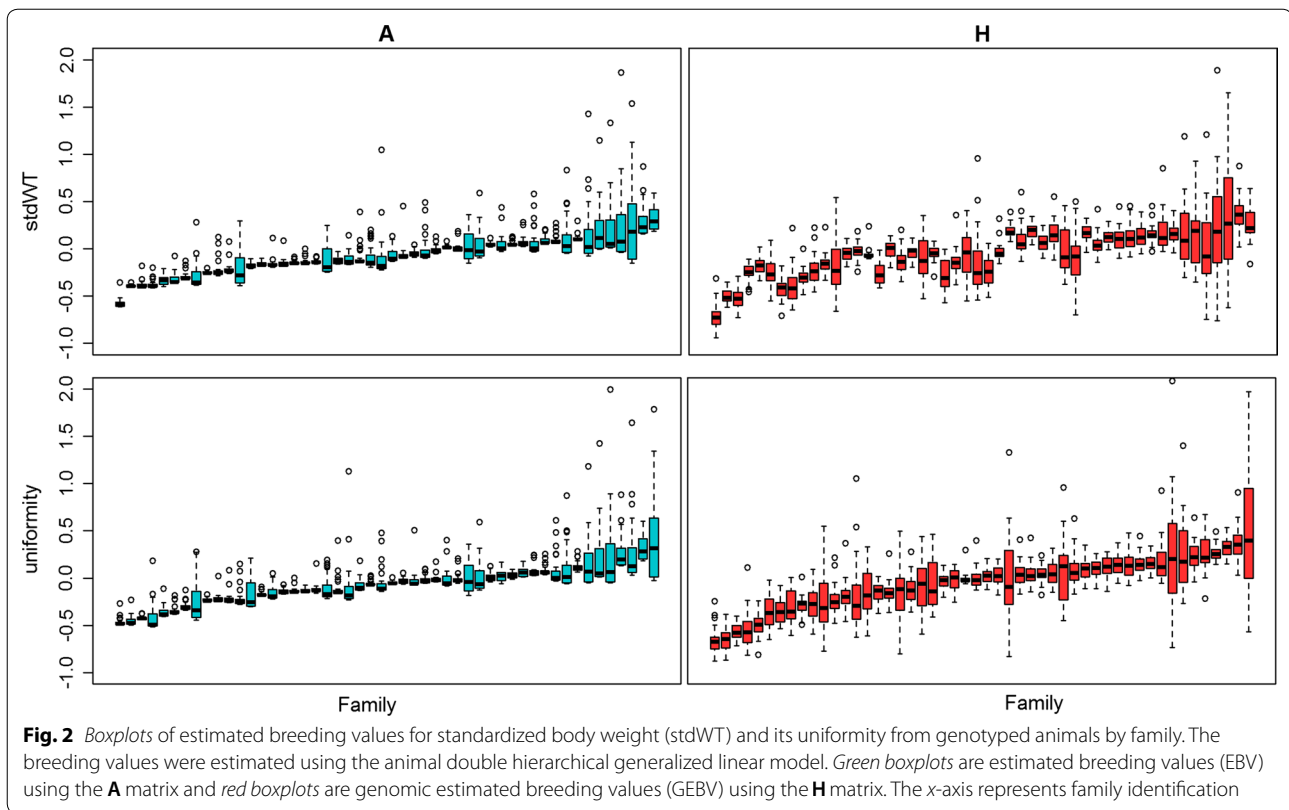 A
H
stdWT
2.0
1.5
1.0
0.5
0.0
-0.5
-1.0
uniformity
2.0
1.5
1.0
0.5
0.0
-0.5
-1.0
Family
Family
Fig. 2 Boxplots of estimated breeding values for standardized body weight (stdWT) and its uniformity from genotyped animals by family. The
breeding values were estimated using the animal double hierarchical generalized linear model. Green boxplots are estimated breeding values (EBV)
using the A matrix and red boxplots are genomic estimated breeding values (GEBV) using the H matrix. The x-axis represents family identification